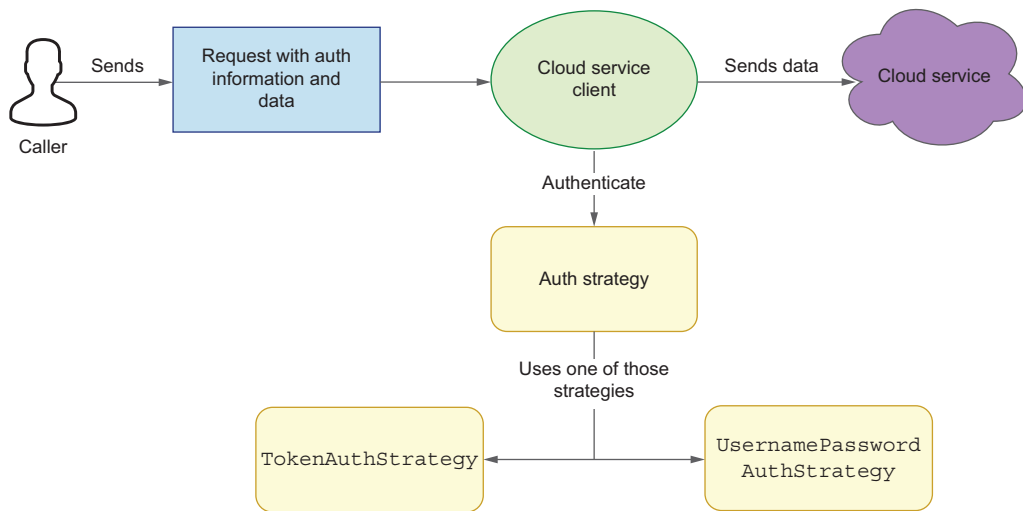 Sends
Caller
Request with auth
information and
data
Cloud service
client
Sends data
Cloud service
Authenticate
Auth strategy
Uses one of those
strategies
TokenAuthStrategy
UsernamePassword
AuthStrategy